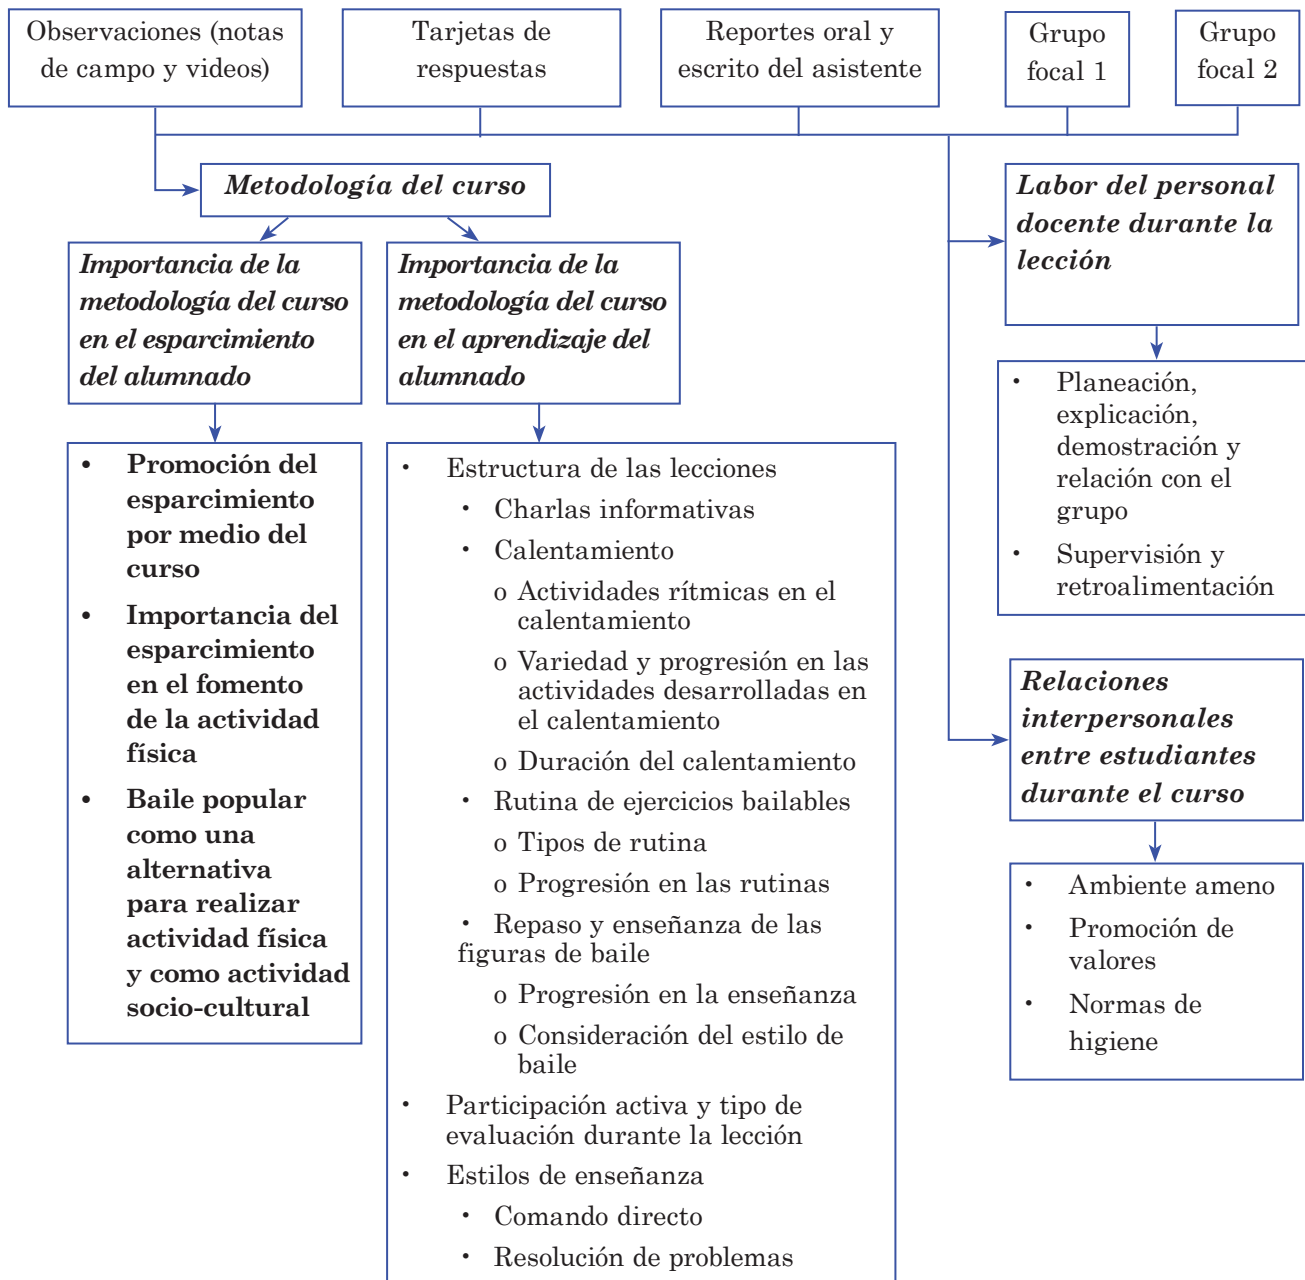 Observaciones (notas
de campo y videos)
Tarjetas de
respuestas
Reportes oral y
escrito del asistente
Grupo
focal 1
Grupo
focal 2
Metodología del curso
Importancia de la
metodología del curso
en el esparcimiento
del alumnado
Importancia de la
metodología del curso
en el aprendizaje del
alumnado
• Promoción del
esparcimiento
por medio del
curso
• Importancia del
esparcimiento
en el fomento
de la actividad
física
• Baile popular
como una
alternativa
para realizar
actividad física
y como actividad
socio-cultural
• Estructura de las lecciones
• Charlas informativas
• Calentamiento
o Actividades rítmicas en el
calentamiento
o Variedad y progresión en las
actividades desarrolladas en
el calentamiento
o Duración del calentamiento
• Rutina de ejercicios bailables
o Tipos de rutina
o Progresión en las rutinas
• Repaso y enseñanza de las
figuras de baile
o Progresión en la enseñanza
o Consideración del estilo de
baile
• Participación activa y tipo de
evaluación durante la lección
• Estilos de enseñanza
• Comando directo
• Resolución de problemas
Labor del personal
docente durante la
lección
• Planeación,
explicación,
demostración y
relación con el
grupo
• Supervisión y
retroalimentación
Relaciones
interpersonales
entre estudiantes
durante el curso
• Ambiente ameno
• Promoción de
valores
• Normas de
higiene